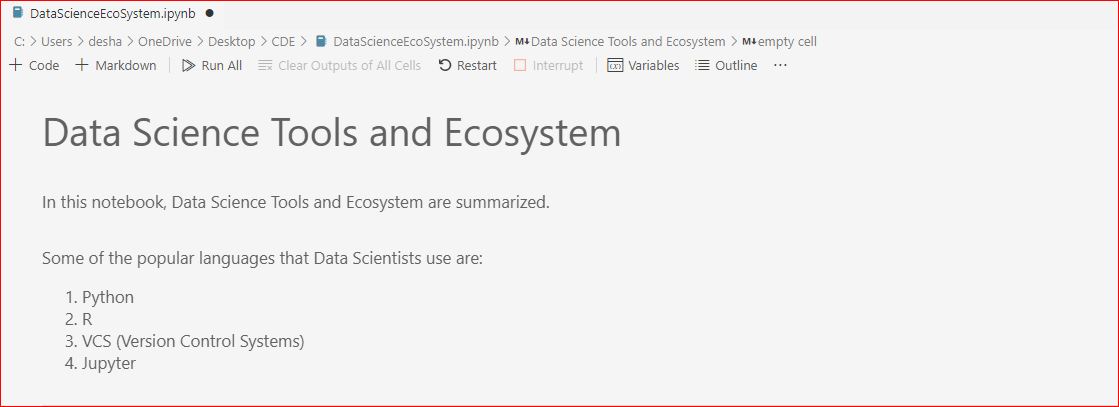 DataScienceEcoSystem.ipynb ●
C: > Users > desha > OneDrive > Desktop > CDE > DataScienceEcoSystem.ipynb > M↓Data Science Tools and Ecosystem > M↓empty cell
+ Code + Markdown | Run All Clear Outputs of All Cells Restart Interrupt | (x) Variables Outline ···
Data Science Tools and Ecosystem
In this notebook, Data Science Tools and Ecosystem are summarized.
Some of the popular languages that Data Scientists use are:
1. Python
2. R
3. VCS (Version Control Systems)
4. Jupyter